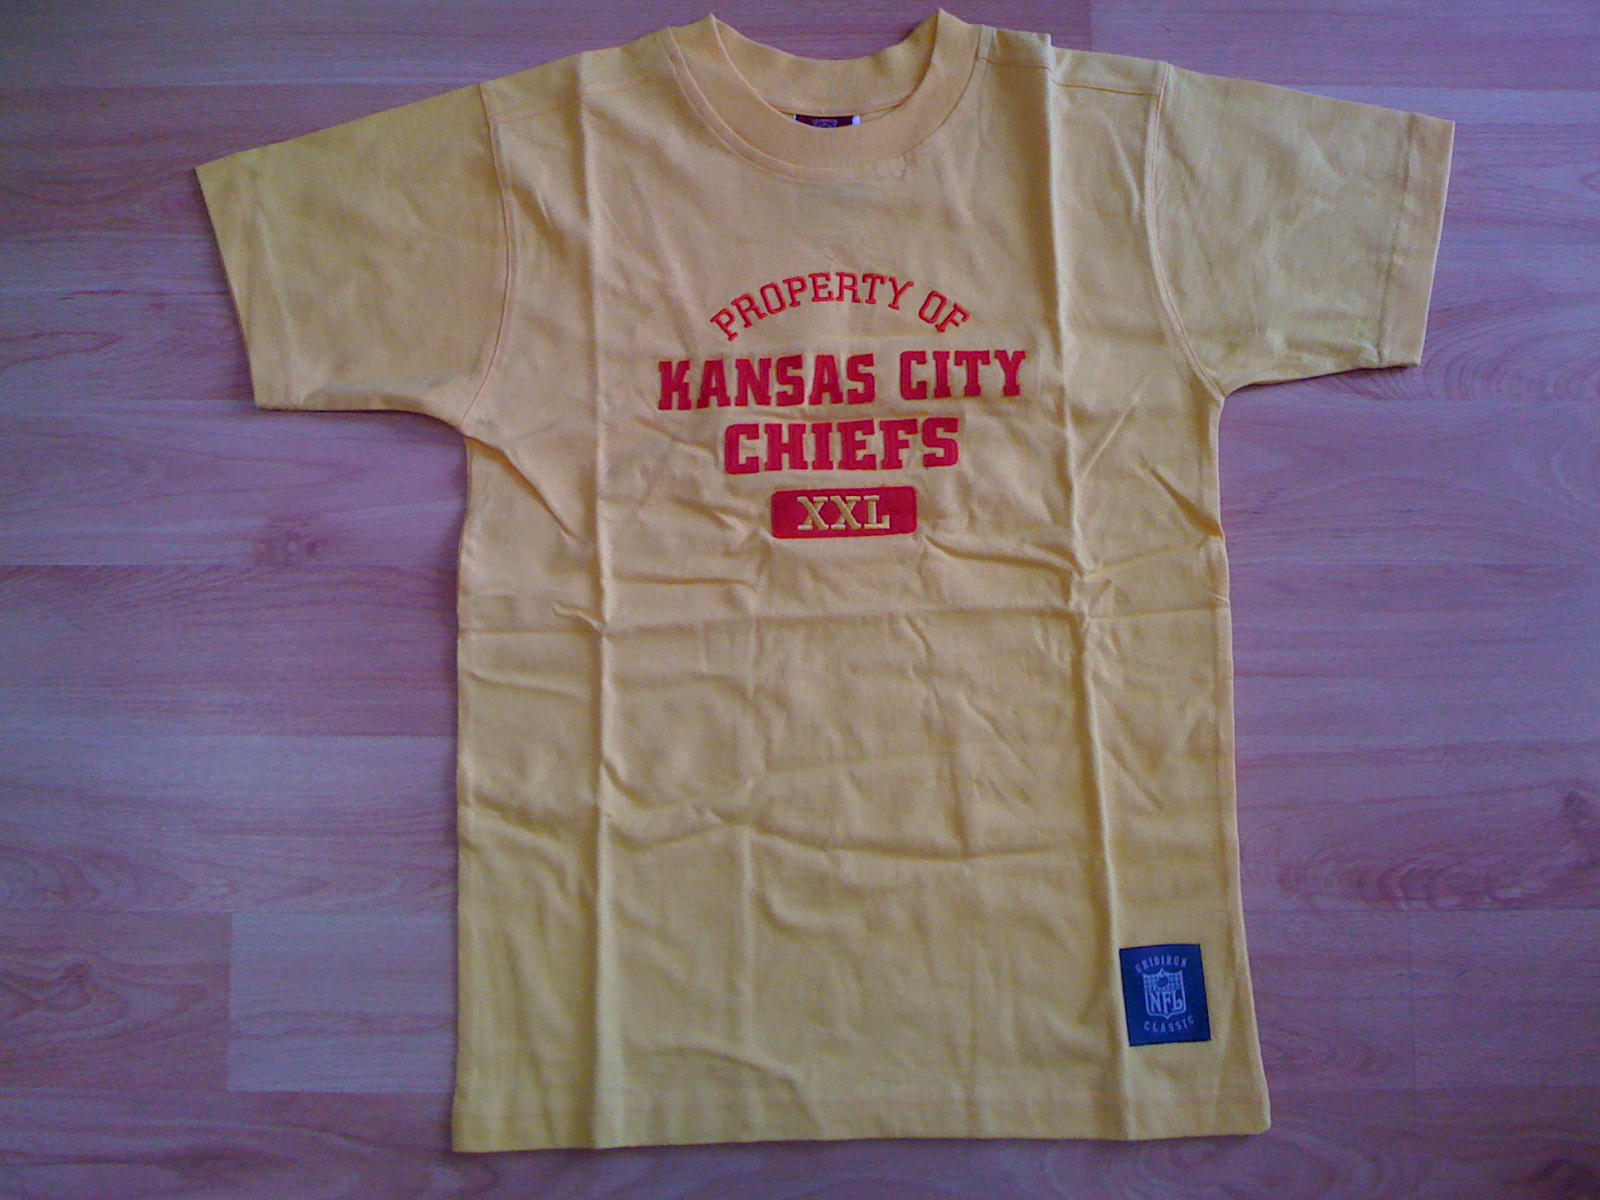 PROPERTY OF
KANSAS CITY
CHIEFS
XXL
GRIDIRON
NFL
CLASSIC